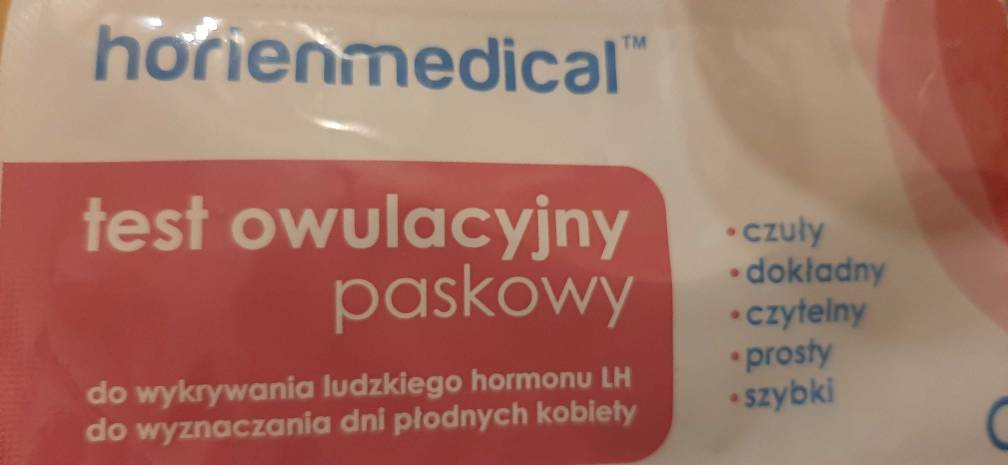 horienmedical™
test owulacyjny
paskowy
do wykrywania ludzkiego hormonu LH
do wyznaczania dni płodnych kobiety
• czuły
• dokładny
• czytelny
• prosty
• szybki